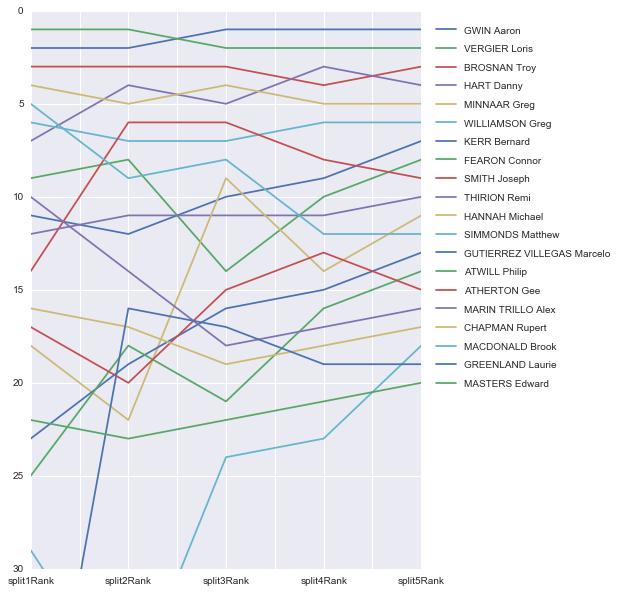 0
5
10
15
20
25
30
split1Rank split2Rank split3Rank split4Rank split5Rank
GWIN Aaron
VERGIER Loris
BROSNAN Troy
HART Danny
MINNAAR Greg
WILLIAMSON Greg
KERR Bernard
FEARON Connor
SMITH Joseph
THIRION Remi
HANNAH Michael
SIMMONDS Matthew
GUTIERREZ VILLEGAS Marcelo
ATWILL Philip
ATHERTON Gee
MARIN TRILLO Alex
CHAPMAN Rupert
MACDONALD Brook
GREENLAND Laurie
MASTERS Edward